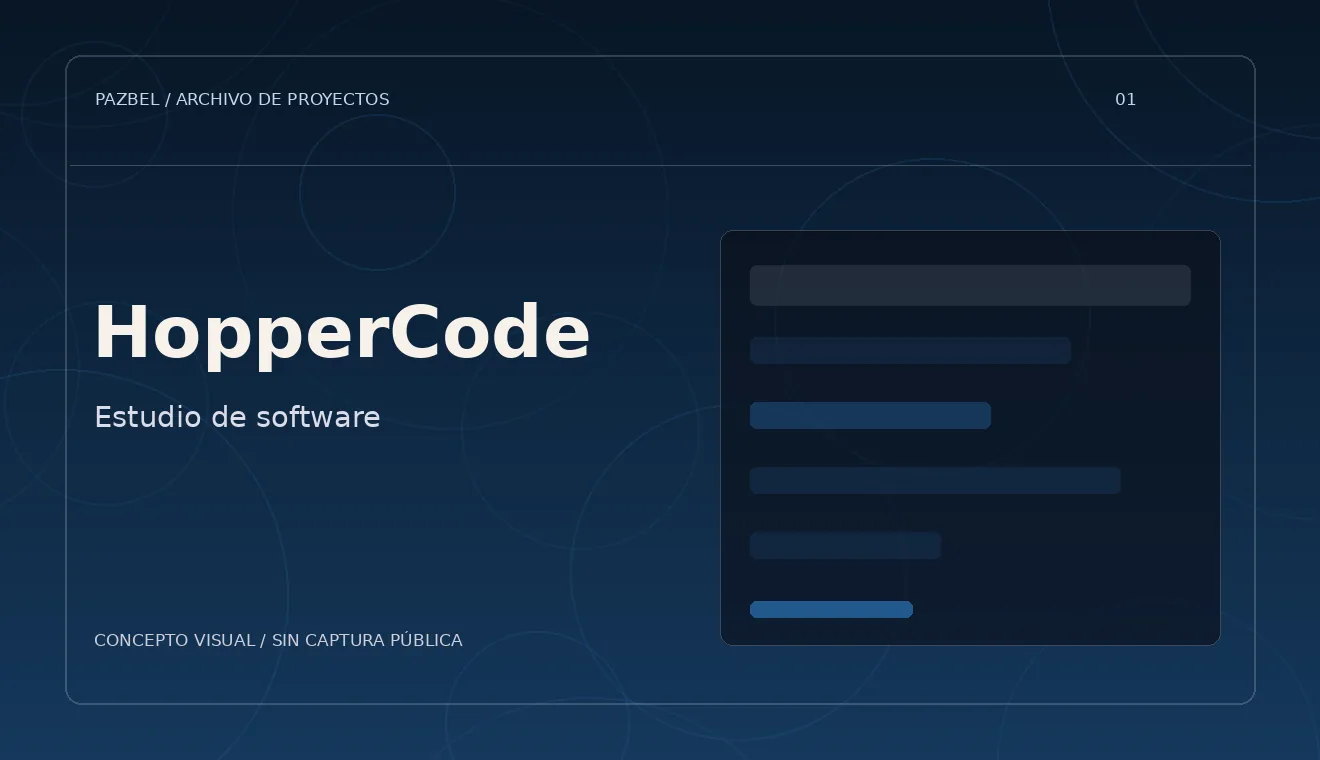 PAZBEL / ARCHIVO DE PROYECTOS
01
HopperCode
Estudio de software
CONCEPTO VISUAL / SIN CAPTURA PÚBLICA